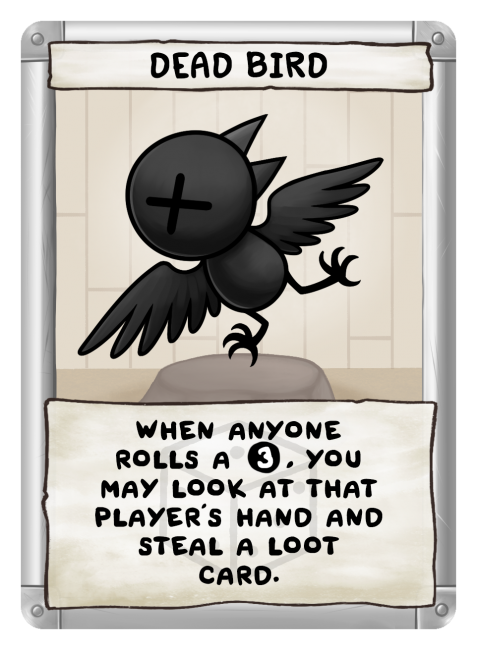 DEAD BIRD
WHEN ANYONE
ROLLS A 3, YOU
MAY LOOK AT THAT
PLAYER'S HAND AND
STEAL A LOOT
CARD.